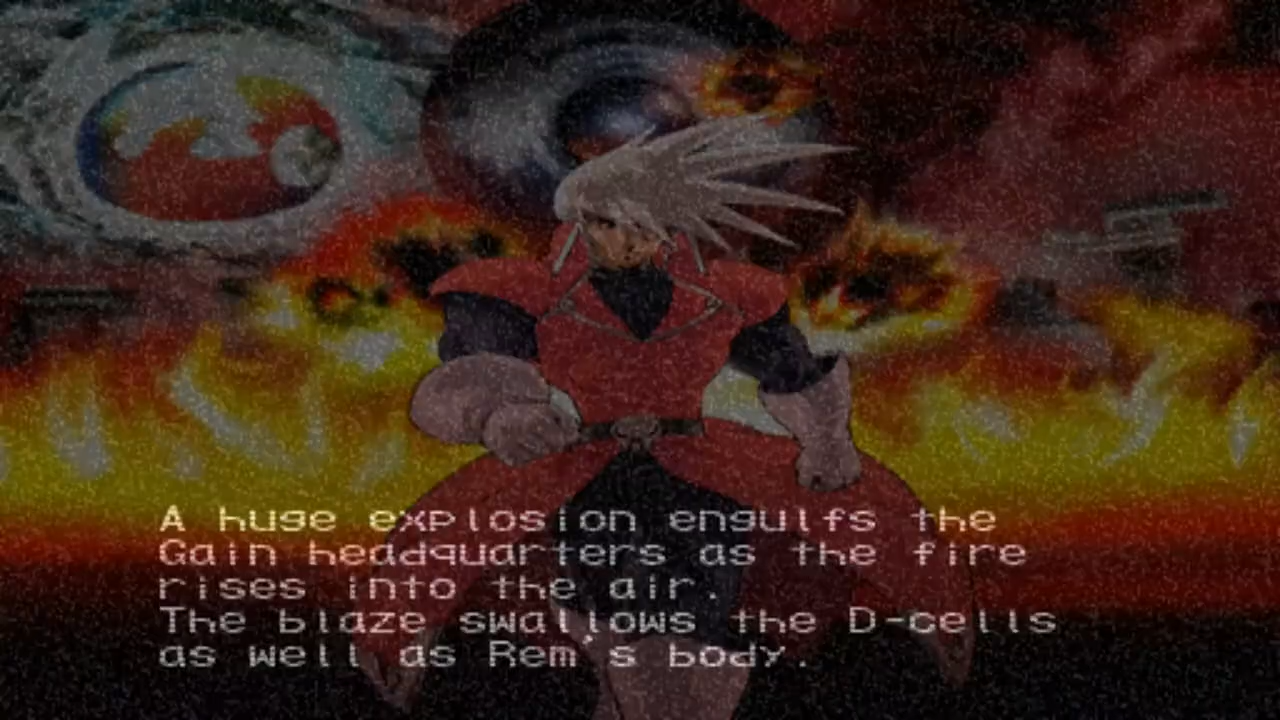 A huge explosion engulfs the
Gain headquarters as the fire
rises into the air.
The blaze swallows the D-cells
as well as Rem's body.